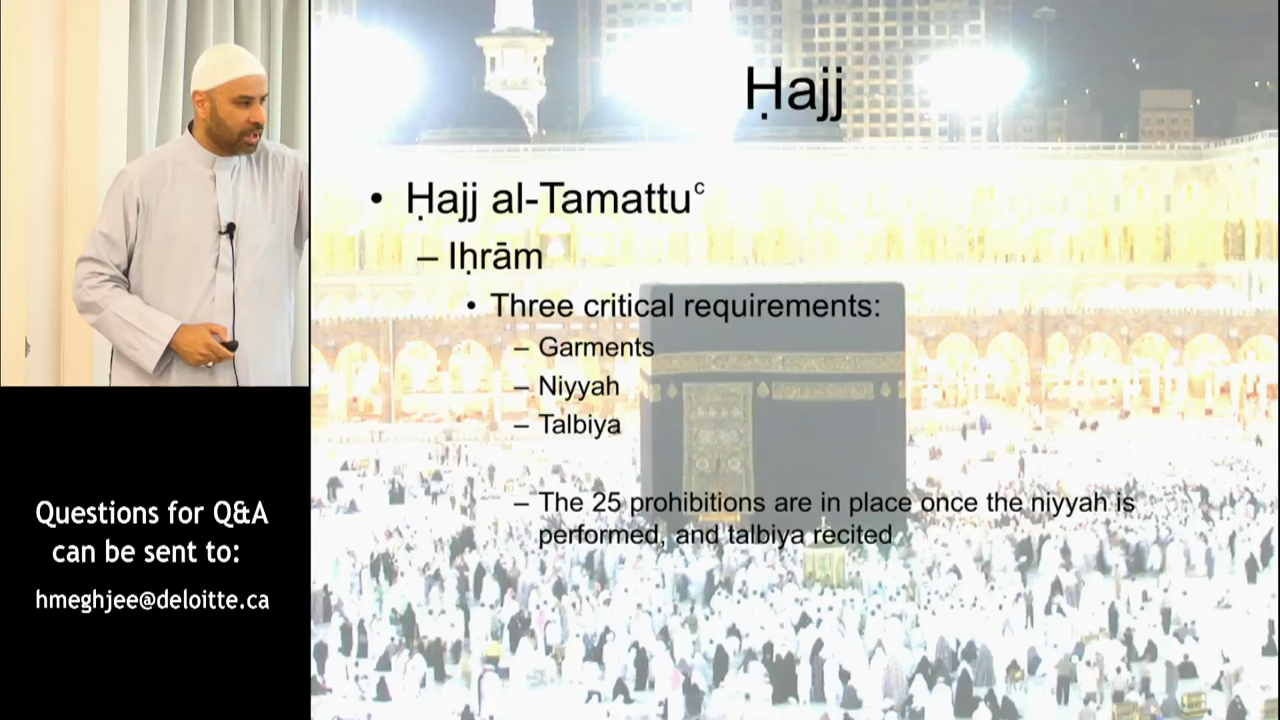 Ḥajj
• Ḥajj al-Tamattuᶜ
– Iḥrām
• Three critical requirements:
– Garments
– Niyyah
– Talbiya
– The 25 prohibitions are in place once the niyyah is
performed, and talbiya recited
Questions for Q&A
can be sent to:
hmeghjee@deloitte.ca